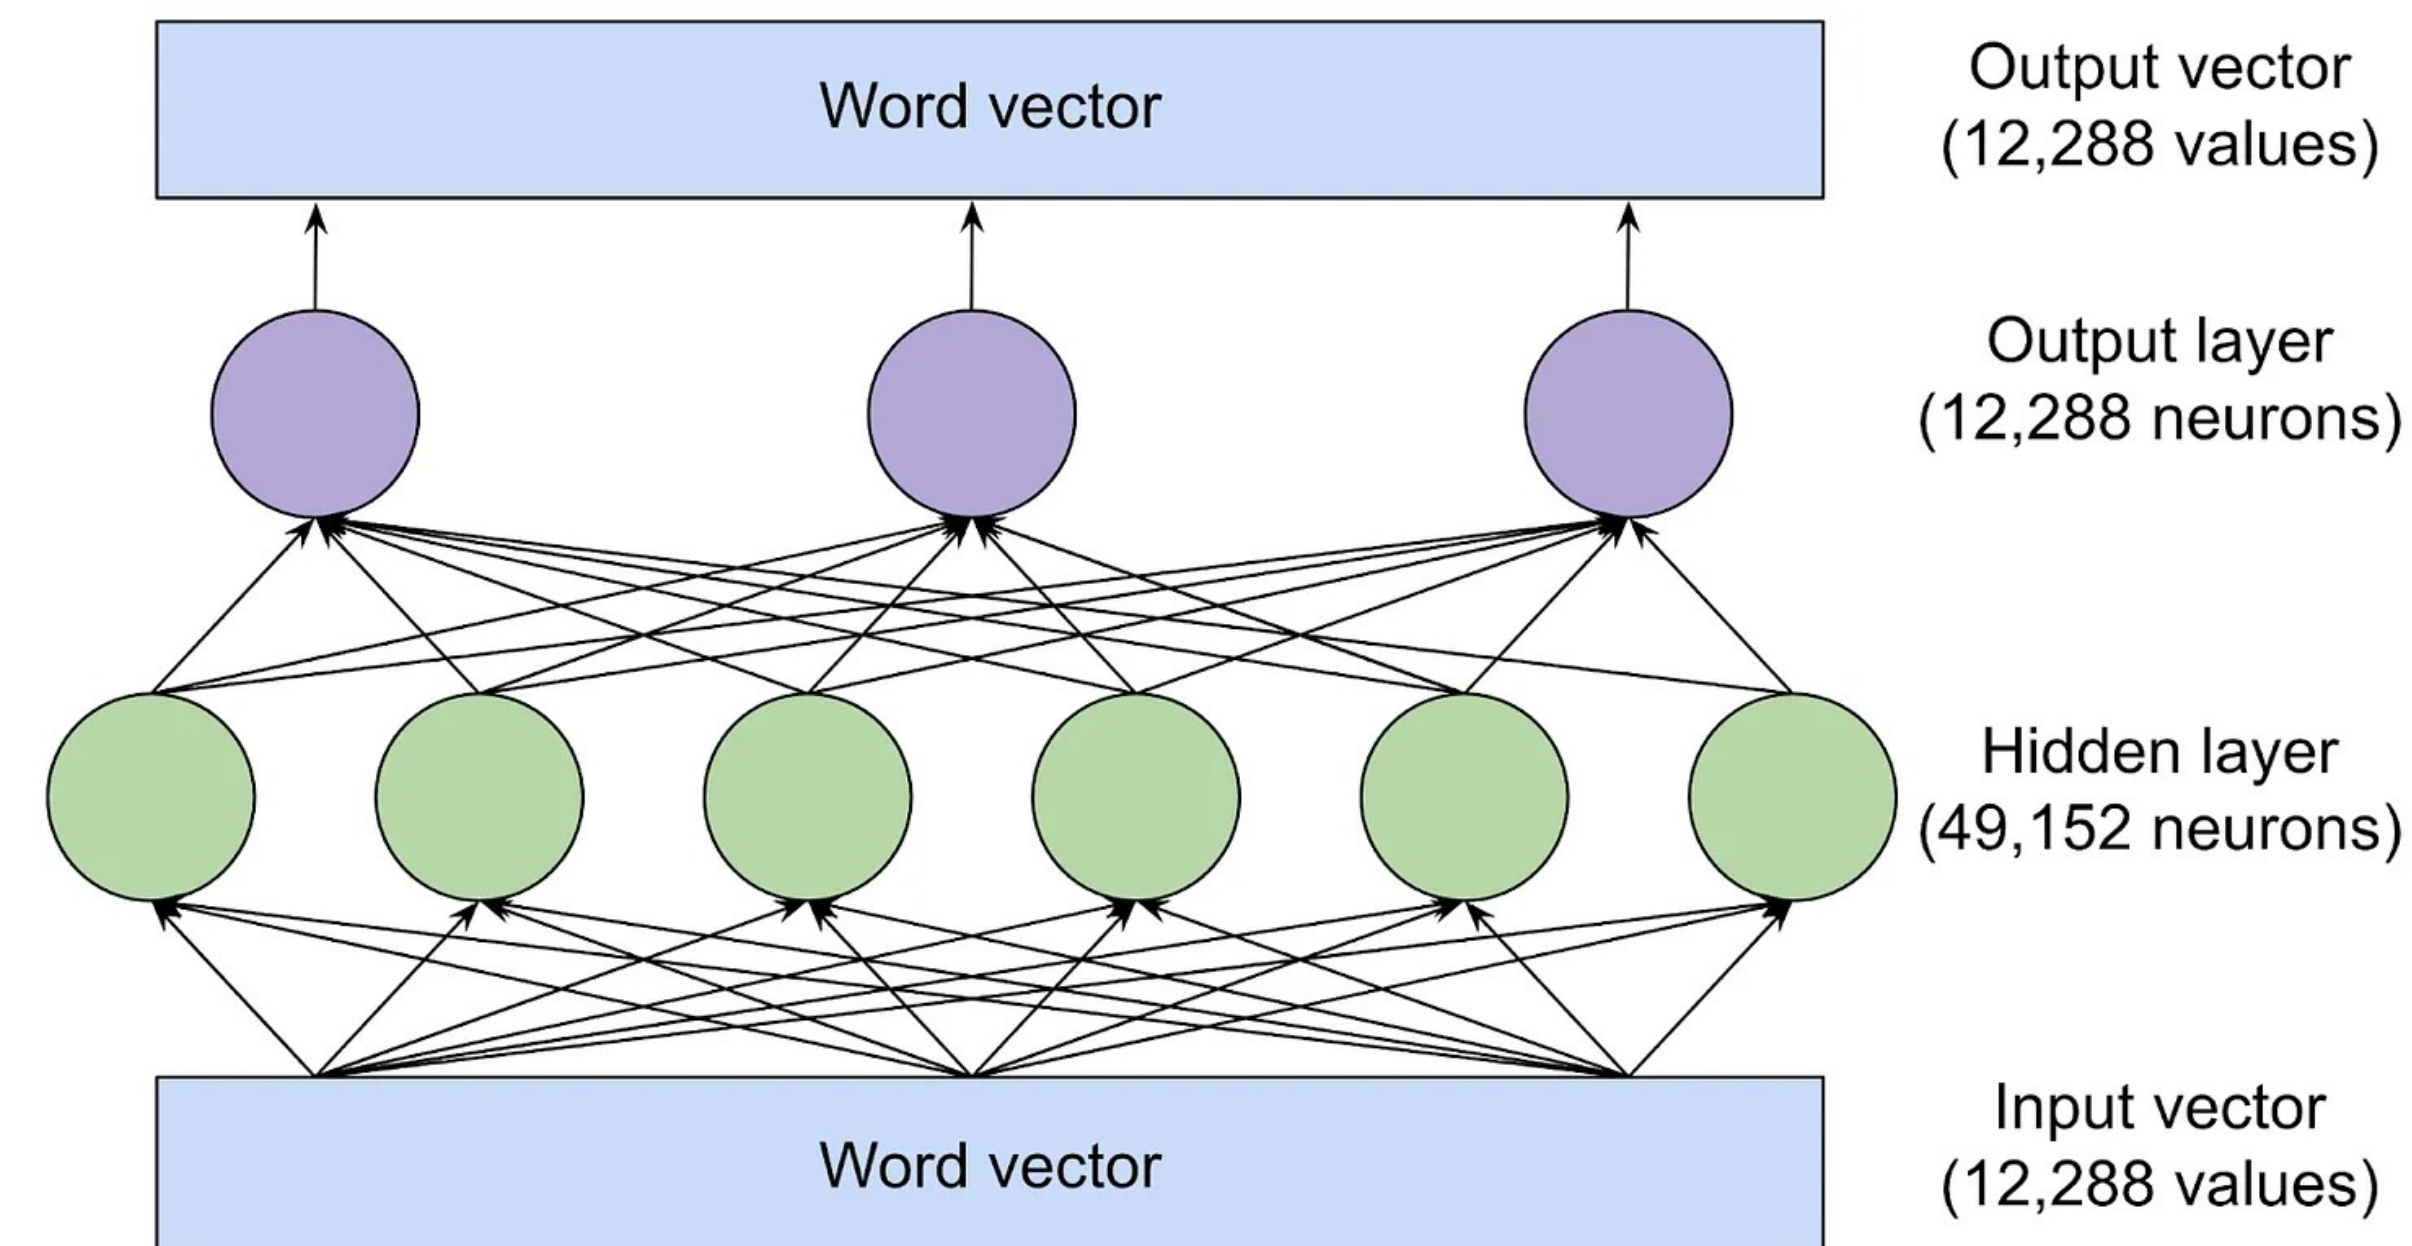 Word vector
Output vector
(12,288 values)
Output layer
(12,288 neurons)
Hidden layer
(49,152 neurons)
Word vector
Input vector
(12,288 values)